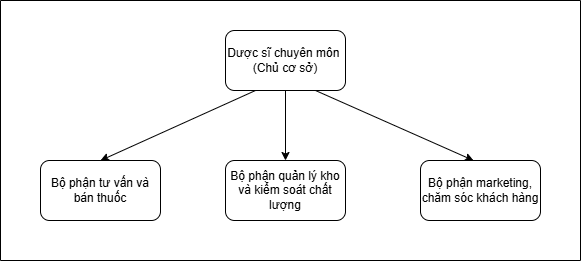 Dược sĩ chuyên môn
(Chủ cơ sở)
Bộ phận tư vấn và
bán thuốc
Bộ phận quản lý kho
và kiểm soát chất
lượng
Bộ phận marketing,
chăm sóc khách hàng